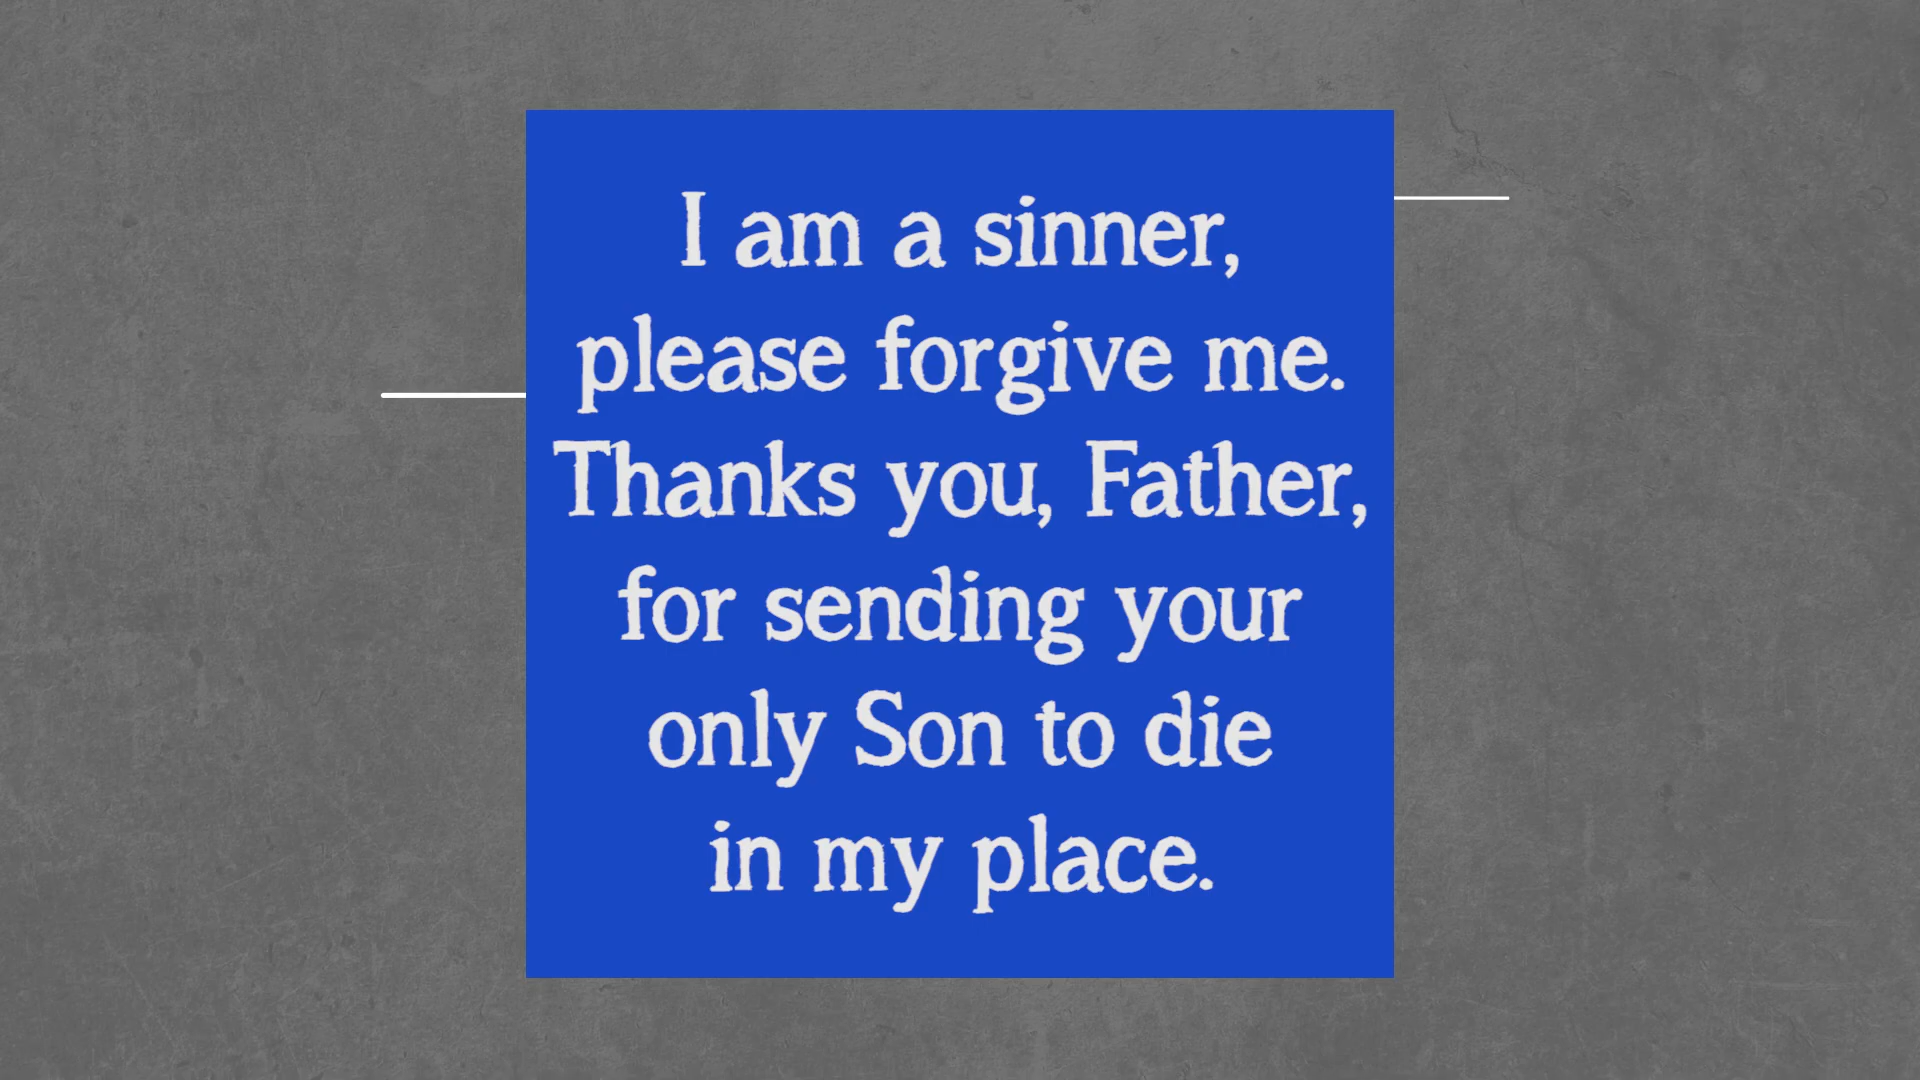 I am a sinner,
please forgive me.
Thanks you, Father,
for sending your
only Son to die
in my place.